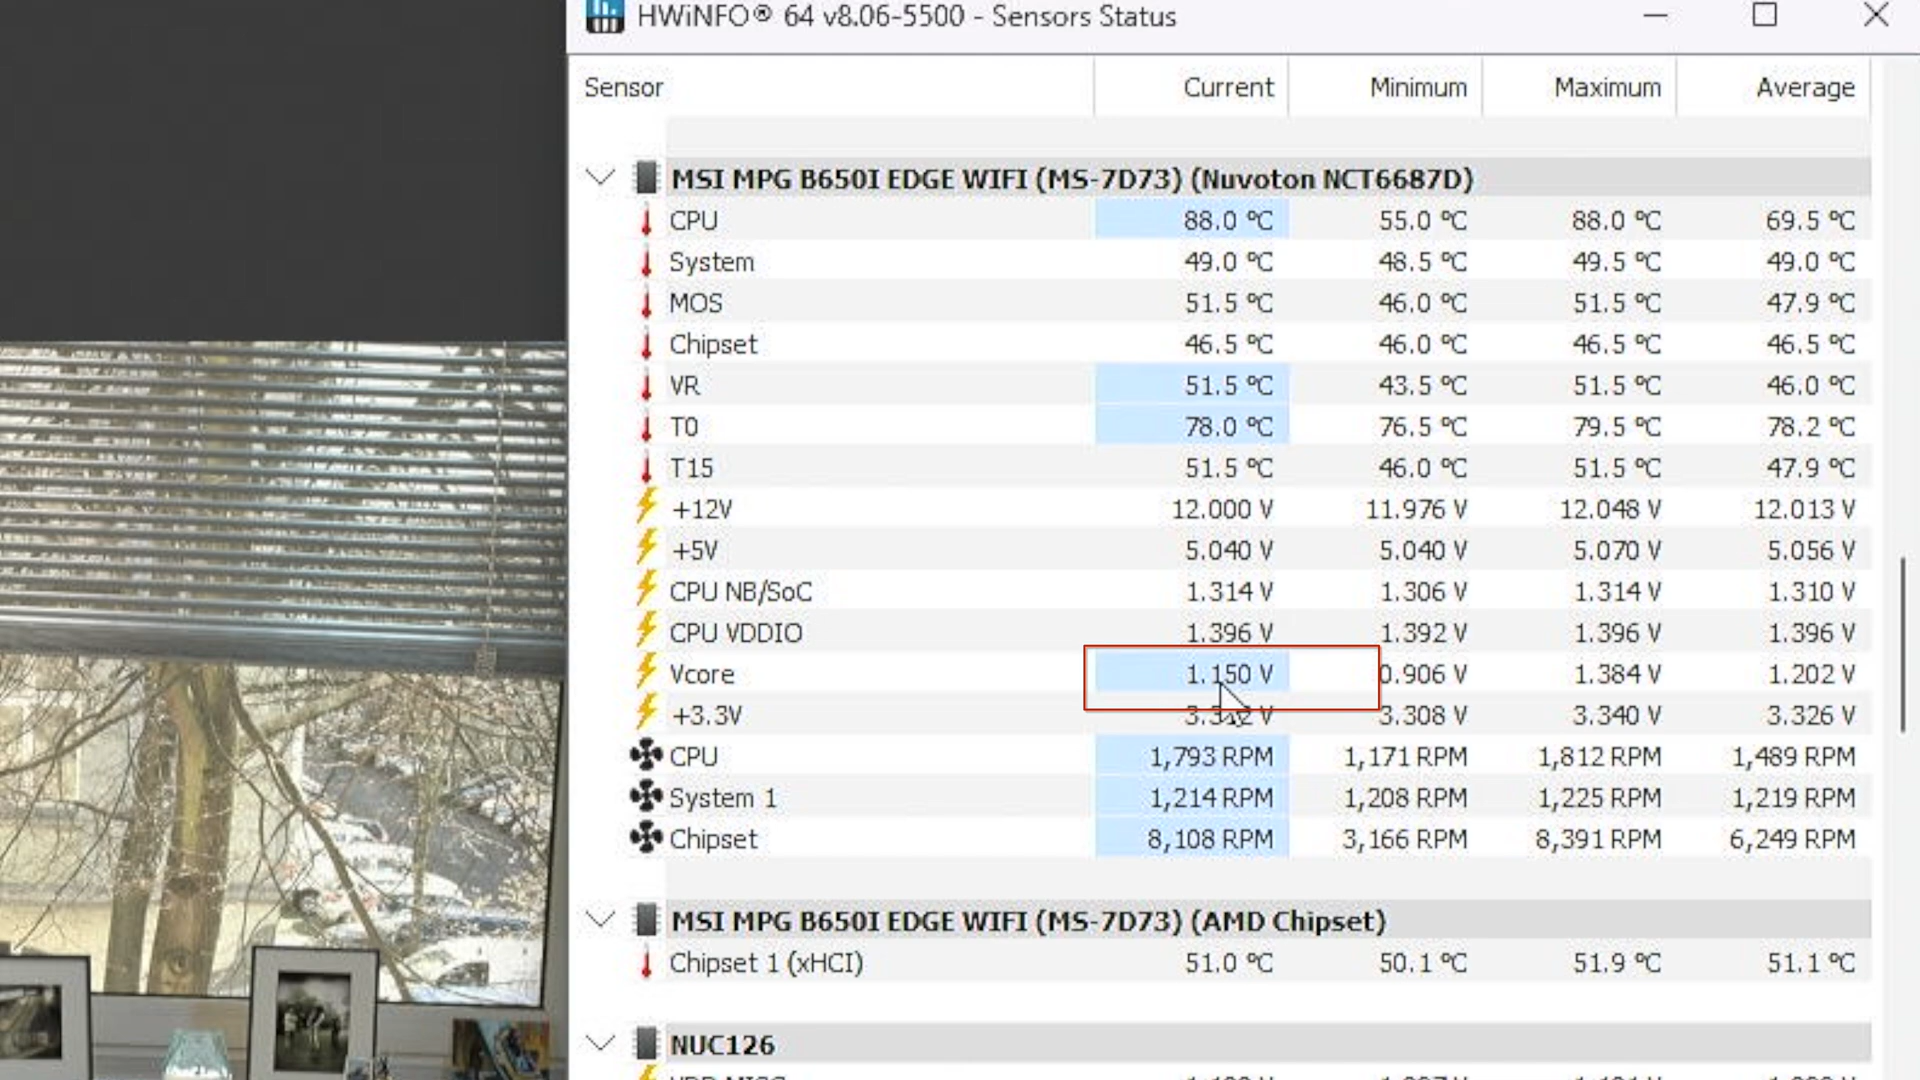 HWiNFO® 64 v8.06-5500 - Sensors Status
Sensor Current Minimum Maximum Average
MSI MPG B650I EDGE WIFI (MS-7D73) (Nuvoton NCT6687D)
CPU 88.0 ℃ 55.0 ℃ 88.0 ℃ 69.5 ℃
System 49.0 ℃ 48.5 ℃ 49.5 ℃ 49.0 ℃
MOS 51.5 ℃ 46.0 ℃ 51.5 ℃ 47.9 ℃
Chipset 46.5 ℃ 46.0 ℃ 46.5 ℃ 46.5 ℃
VR 51.5 ℃ 43.5 ℃ 51.5 ℃ 46.0 ℃
T0 78.0 ℃ 76.5 ℃ 79.5 ℃ 78.2 ℃
T15 51.5 ℃ 46.0 ℃ 51.5 ℃ 47.9 ℃
+12V 12.000 V 11.976 V 12.048 V 12.013 V
+5V 5.040 V 5.040 V 5.070 V 5.056 V
CPU NB/SoC 1.314 V 1.306 V 1.314 V 1.310 V
CPU VDDIO 1.396 V 1.392 V 1.396 V 1.396 V
Vcore 1.150 V 0.906 V 1.384 V 1.202 V
+3.3V 3.308 V 3.340 V 3.326 V
CPU 1,793 RPM 1,171 RPM 1,812 RPM 1,489 RPM
System 1 1,214 RPM 1,208 RPM 1,225 RPM 1,219 RPM
Chipset 8,108 RPM 3,166 RPM 8,391 RPM 6,249 RPM
MSI MPG B650I EDGE WIFI (MS-7D73) (AMD Chipset)
Chipset 1 (xHCI) 51.0 ℃ 50.1 ℃ 51.9 ℃ 51.1 ℃
NUC126